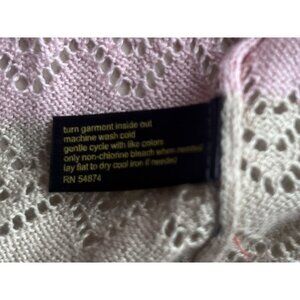 turn garment inside out
machine wash cold
gentle cycle with like colors
only non-chlorine bleach when needed
lay flat to dry cool iron if needed)
RN 54874